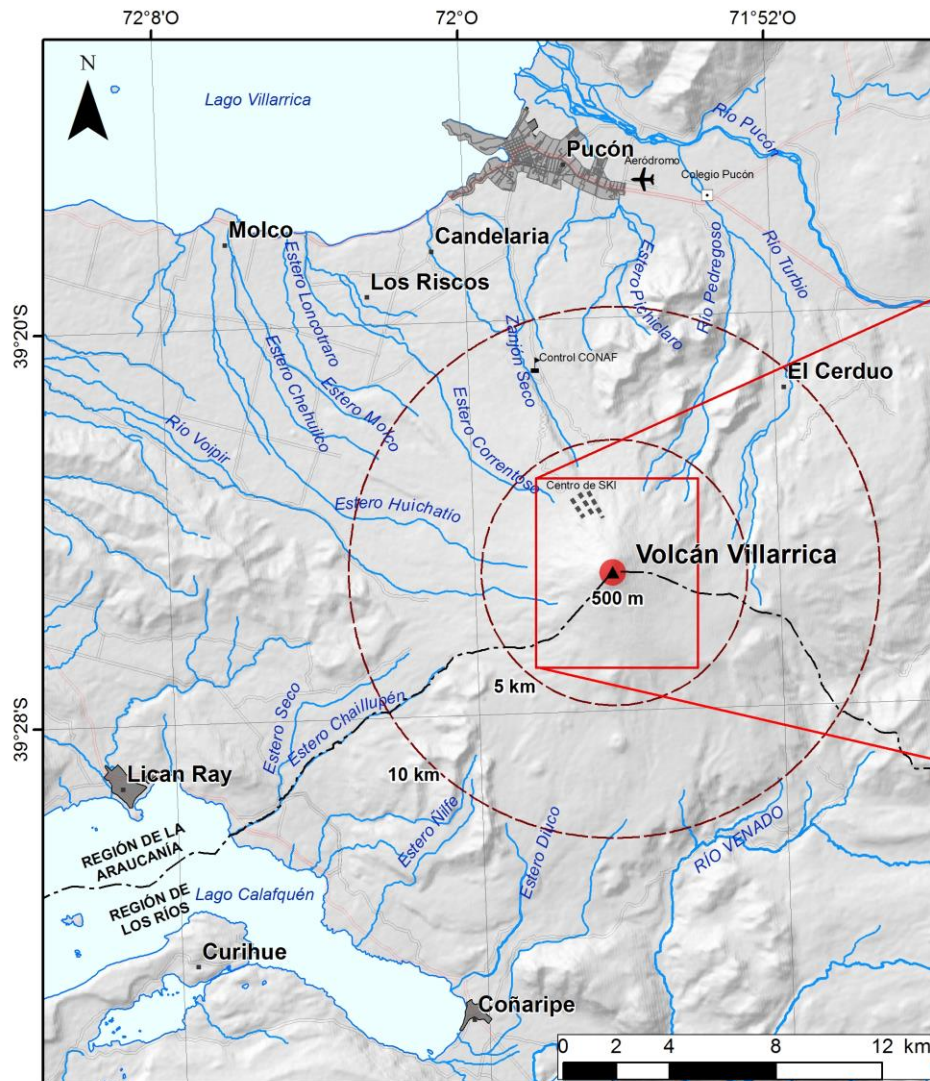 72°8'O
72°O
71°52'O
N
Lago Villarrica
Río Pucón
Pucón
Aeródromo
Colegio Pucón
Molco
Candelaria
Los Riscos
Estero Loncotraro
Estero Pichiclaro
Río Pedregoso
Río Turbio
39°20'S
Zanjón Seco
Control CONAF
El Cerduo
Estero Chehuilco
Estero Molco
Estero Correntoso
Río Voipir
Centro de SKI
Estero Huichatio
Volcán Villarrica
500 m
5 km
39°28'S
Estero Seco
Estero Chaillupén
10 km
Lican Ray
Estero Ñilfe
Estero Diluco
RÍO VENADO
REGIÓN DE LA
ARAUCANÍA
REGIÓN DE
LOS RÍOS
Lago Calafquén
Curihue
Coñaripe
0 2 4 8 12 km